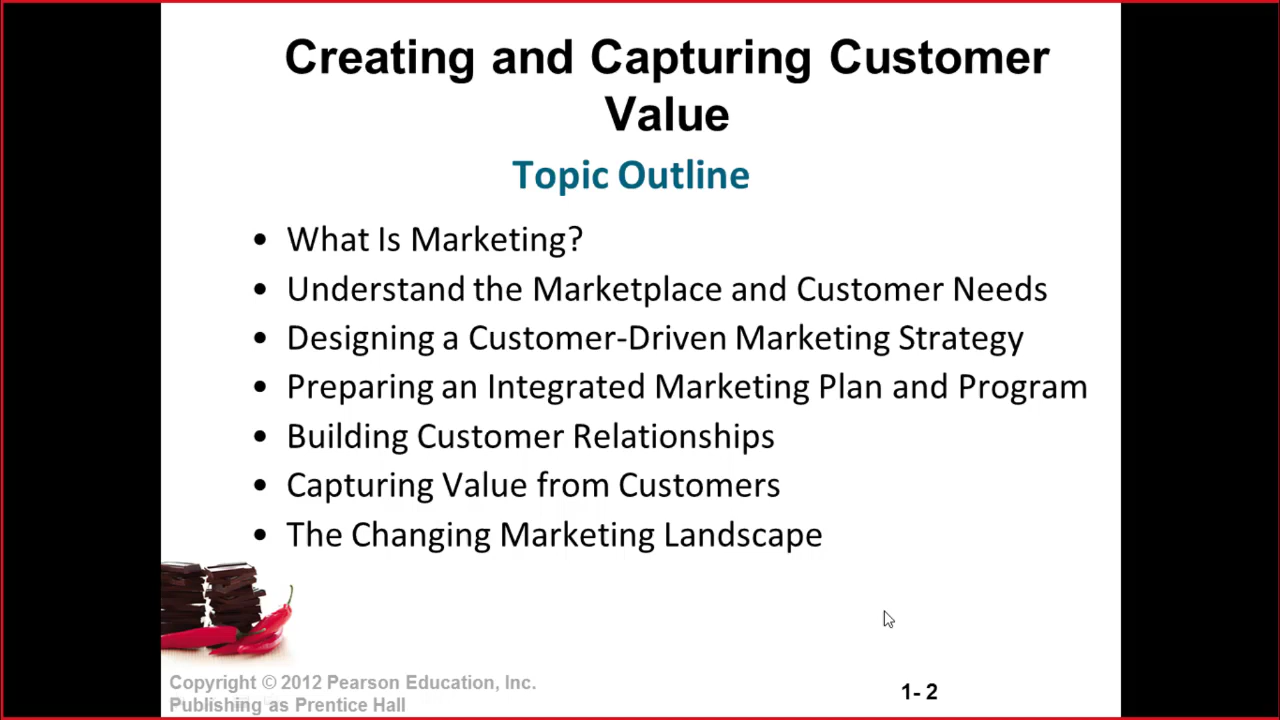 Creating and Capturing Customer
Value
Topic Outline
• What Is Marketing?
• Understand the Marketplace and Customer Needs
• Designing a Customer-Driven Marketing Strategy
• Preparing an Integrated Marketing Plan and Program
• Building Customer Relationships
• Capturing Value from Customers
• The Changing Marketing Landscape
Copyright © 2012 Pearson Education, Inc.
Publishing as Prentice Hall
1- 2